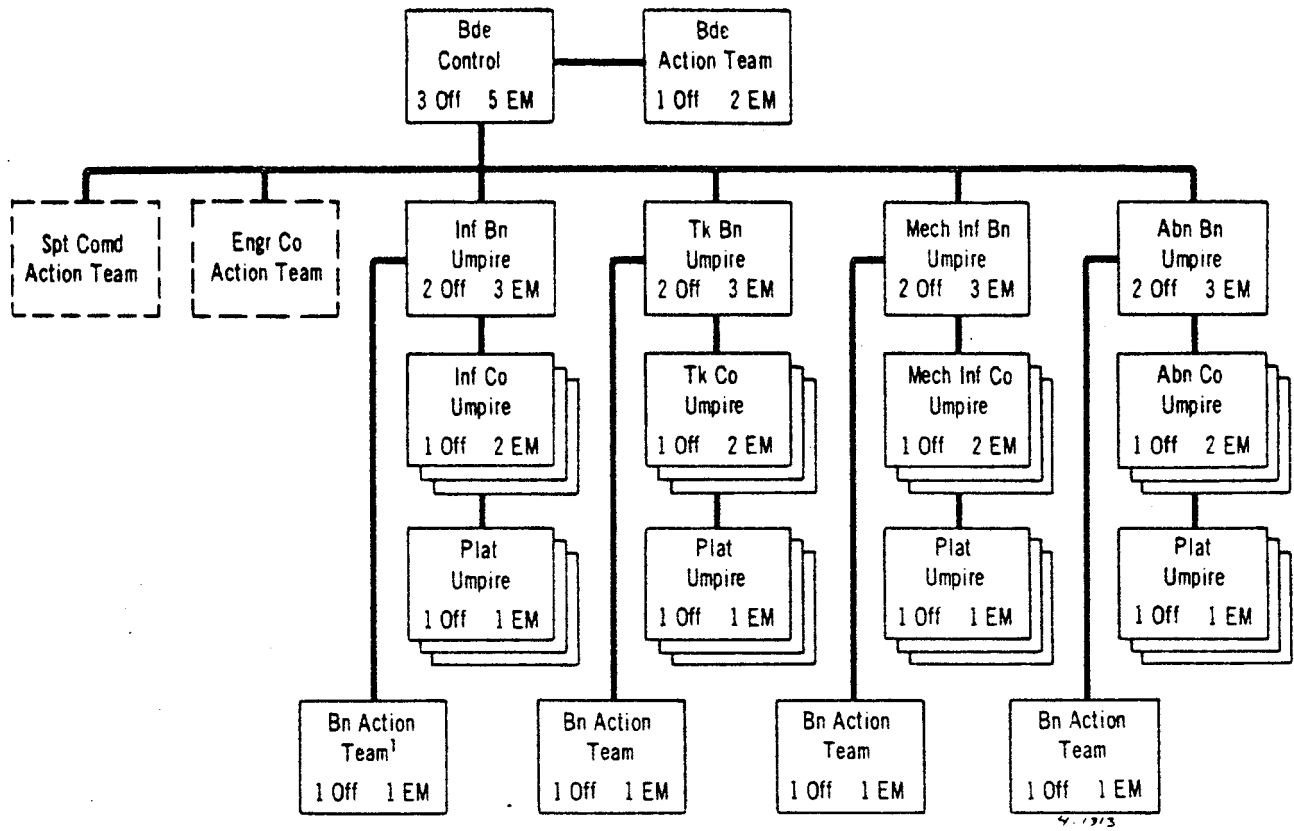 Bde
Control
3 Off 5 EM
Bde
Action Team
1 Off 2 EM
Spt Comd
Action Team
Engr Co
Action Team
Inf Bn
Umpire
2 Off 3 EM
Tk Bn
Umpire
2 Off 3 EM
Mech Inf Bn
Umpire
2 Off 3 EM
Abn Bn
Umpire
2 Off 3 EM
Inf Co
Umpire
1 Off 2 EM
Tk Co
Umpire
1 Off 2 EM
Mech Inf Co
Umpire
1 Off 2 EM
Abn Co
Umpire
1 Off 2 EM
Plat
Umpire
1 Off 1 EM
Plat
Umpire
1 Off 1 EM
Plat
Umpire
1 Off 1 EM
Plat
Umpire
1 Off 1 EM
Bn Action
Team¹
1 Off 1 EM
Bn Action
Team
1 Off 1 EM
Bn Action
Team
1 Off 1 EM
Bn Action
Team
1 Off 1 EM